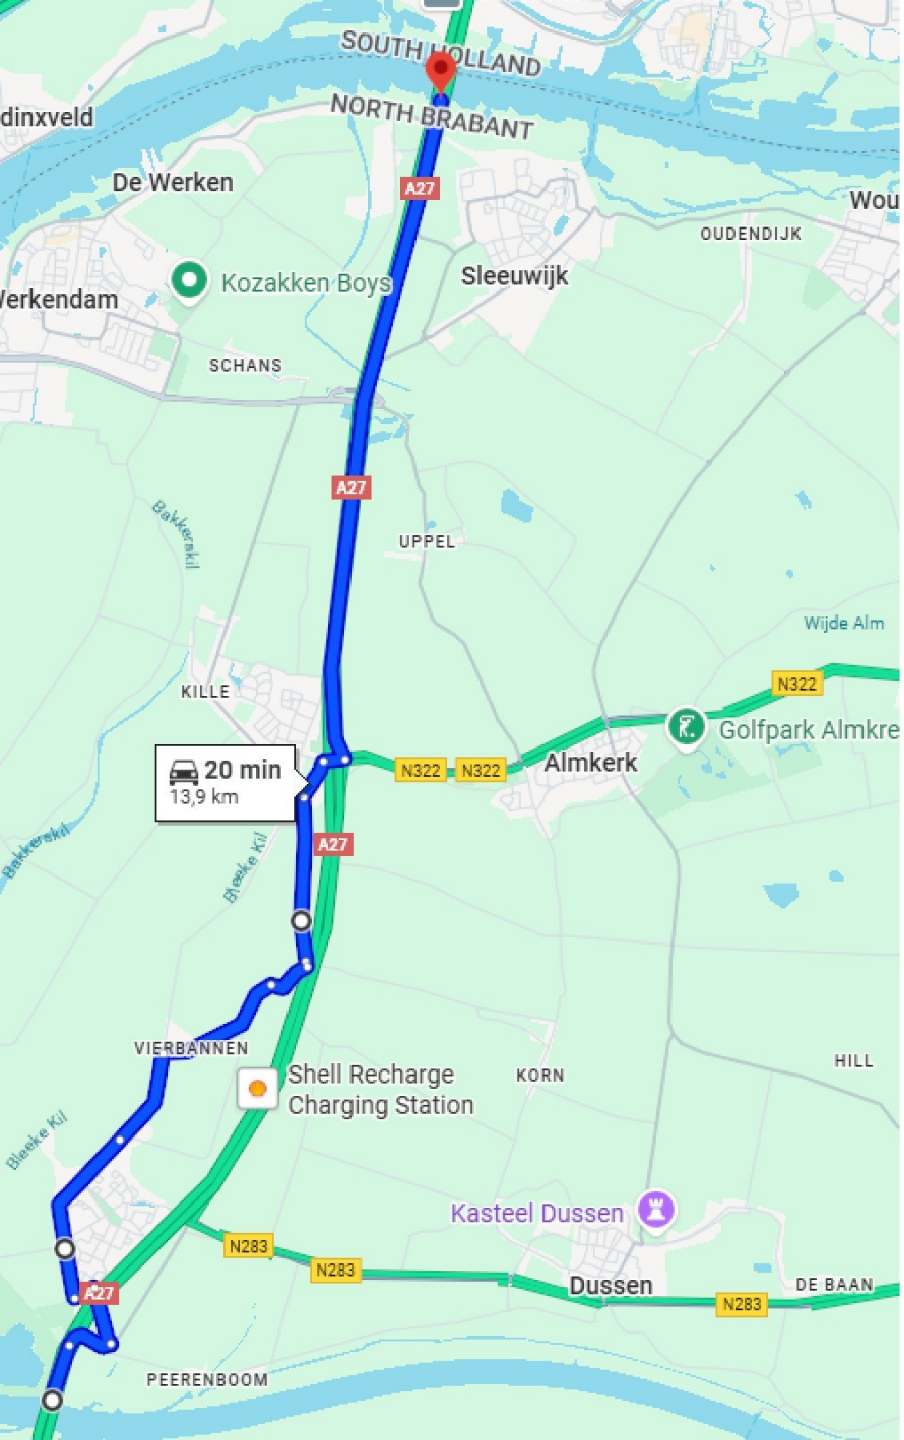 SOUTH HOLLAND
NORTH BRABANT
dinxveld
De Werken
A27
Wou
OUDENDIJK
Kozakken Boys
Sleeuwijk
Werkendam
SCHANS
A27
Bakkerskil
UPPEL
Wijde Alm
KILLE
N322
Golfpark Almkre
20 min
13,9 km
N322
N322
Almkerk
A27
Bakkerskil
Bleeke Kil
VIERBANNEN
Shell Recharge
Charging Station
KORN
HILL
Bleeke Kil
Kasteel Dussen
N283
N283
Dussen
DE BAAN
A27
N283
PEERENBOOM